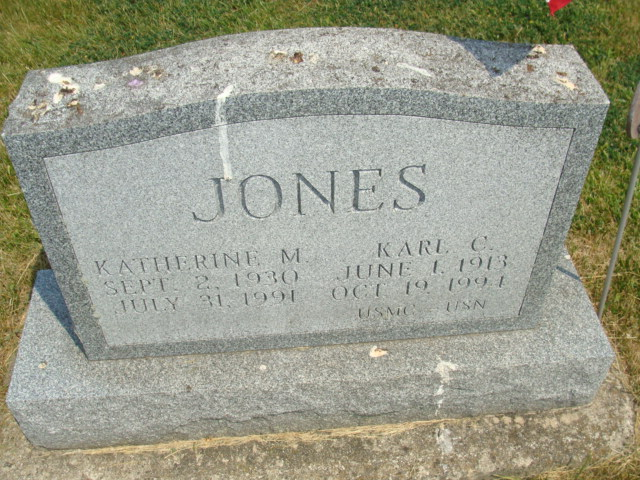 JONES
KATHERINE M.
SEPT. 2, 1930
JULY 31, 1991
KARL C.
JUNE 1, 1913
OCT. 19, 1994
USMC USN